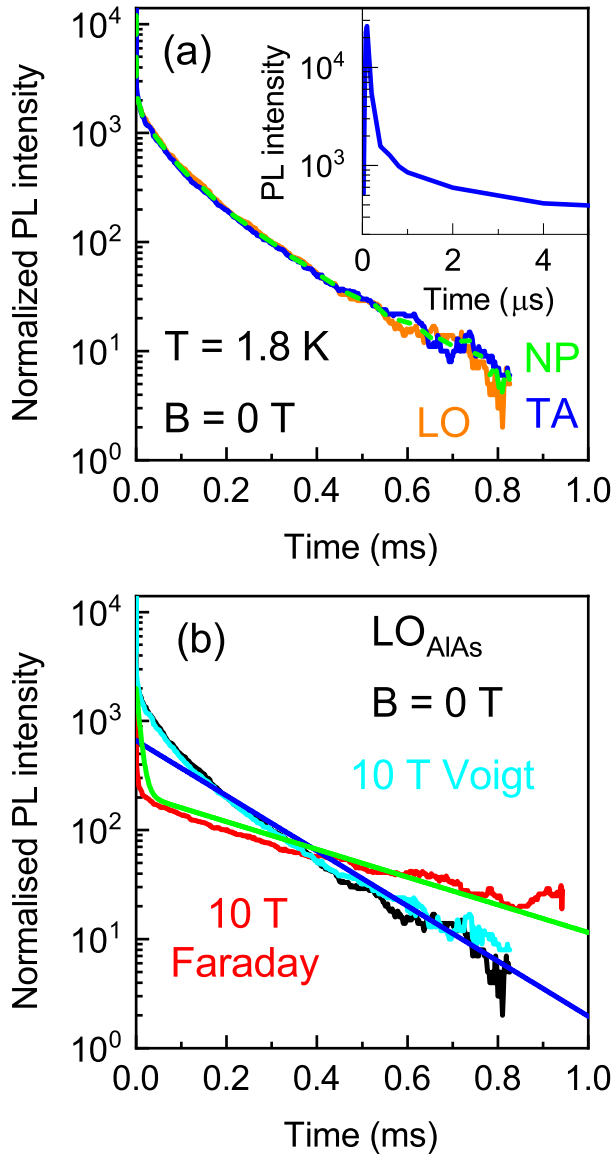 (a)
Normalized PL intensity
10⁴
10³
10²
10¹
10⁰
PL intensity
10⁴
10³
0 2 4
Time (μs)
T = 1.8 K
B = 0 T
NP
LO TA
0.0 0.2 0.4 0.6 0.8 1.0
Time (ms)
(b)
Normalised PL intensity
10⁴
10³
10²
10¹
10⁰
LO_AlAs
B = 0 T
10 T Voigt
10 T
Faraday
0.0 0.2 0.4 0.6 0.8 1.0
Time (ms)